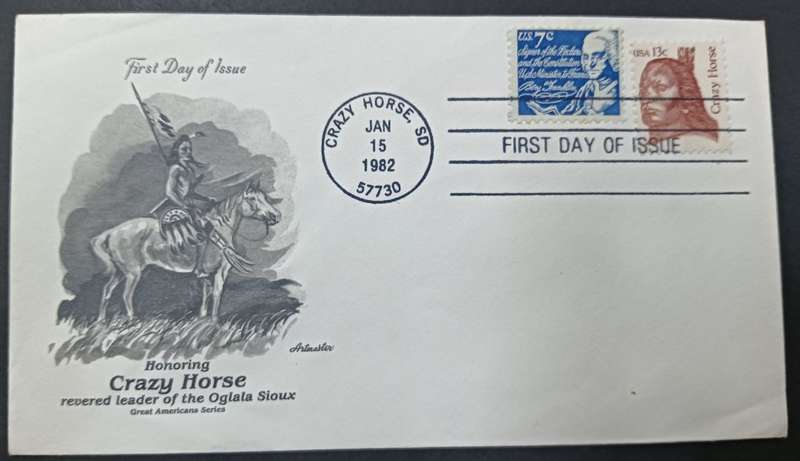 First Day of Issue
U.S. 7c
Signer of the Declaration
and the Constitution
U.S. Minister to France
Benj. Franklin
USA 13c
Crazy Horse
CRAZY HORSE, SD
JAN
15
1982
57730
FIRST DAY OF ISSUE
Artmaster
Honoring
Crazy Horse
revered leader of the Oglala Sioux
Great Americans Series